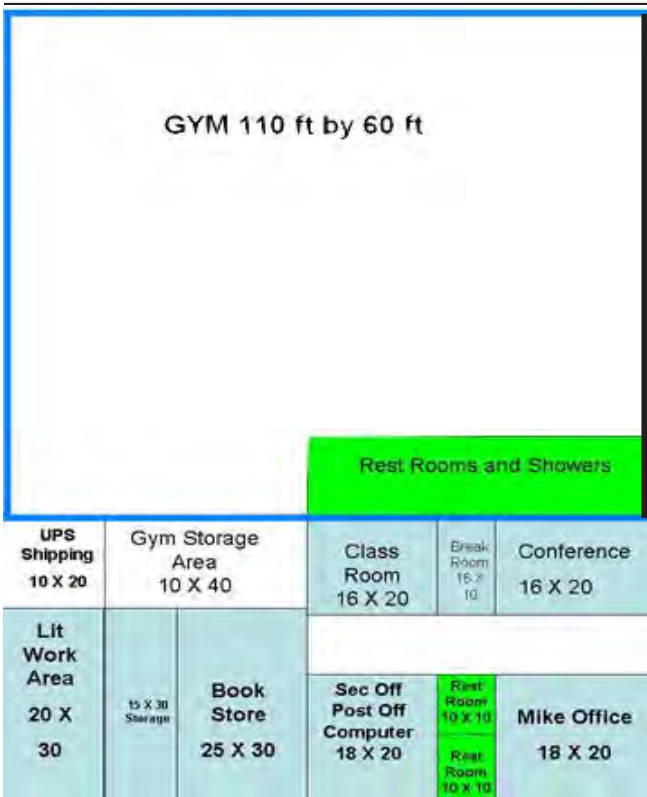 GYM 110 ft by 60 ft
Rest Rooms and Showers
UPS
Shipping
10 X 20
Gym Storage
Area
10 X 40
Class
Room
16 X 20
Break
Room
16 X
10
Conference
16 X 20
Lit
Work
Area
20 X
30
15 X 30
Storage
Book
Store
25 X 30
Sec Off
Post Off
Computer
18 X 20
Rest
Room
10 X 10
Rest
Room
10 X 10
Mike Office
18 X 20